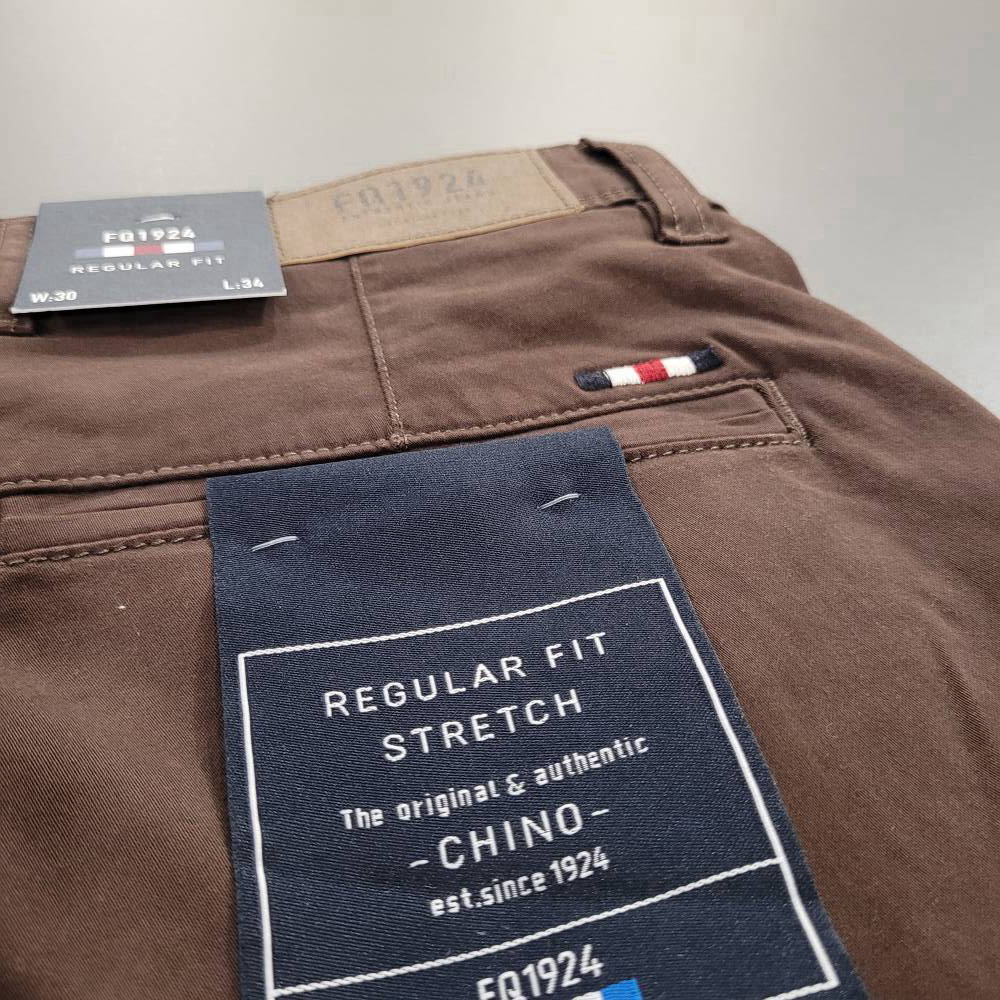 FQ1924
REGULAR FIT
W:30 L:34
FQ1924
REGULAR FIT
STRETCH
The original & authentic
-CHINO-
est.since 1924
FQ1924